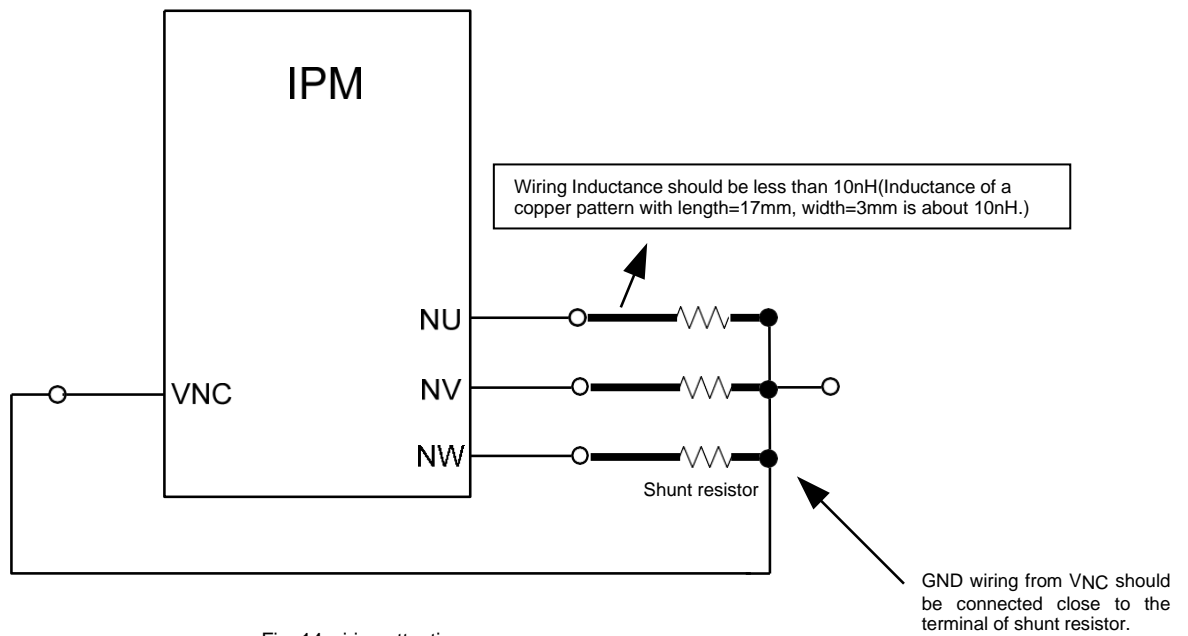 IPM
Wiring Inductance should be less than 10nH(Inductance of a
copper pattern with length=17mm, width=3mm is about 10nH.)
NU
VNC
NV
NW
Shunt resistor
GND wiring from VNC should
be connected close to the
terminal of shunt resistor.